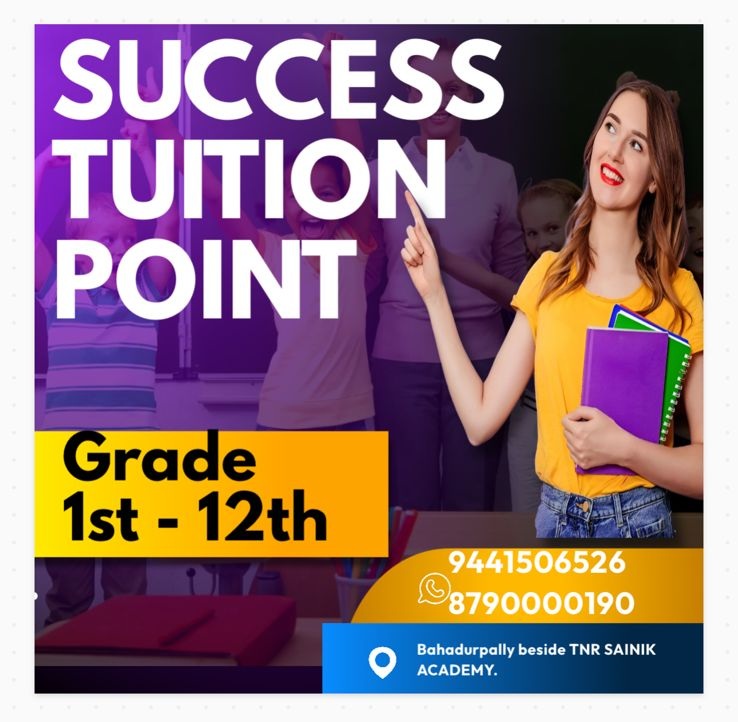 SUCCESS
TUITION
POINT
Grade
1st - 12th
9441506526
8790000190
Bahadurpally beside TNR SAINIK
ACADEMY.